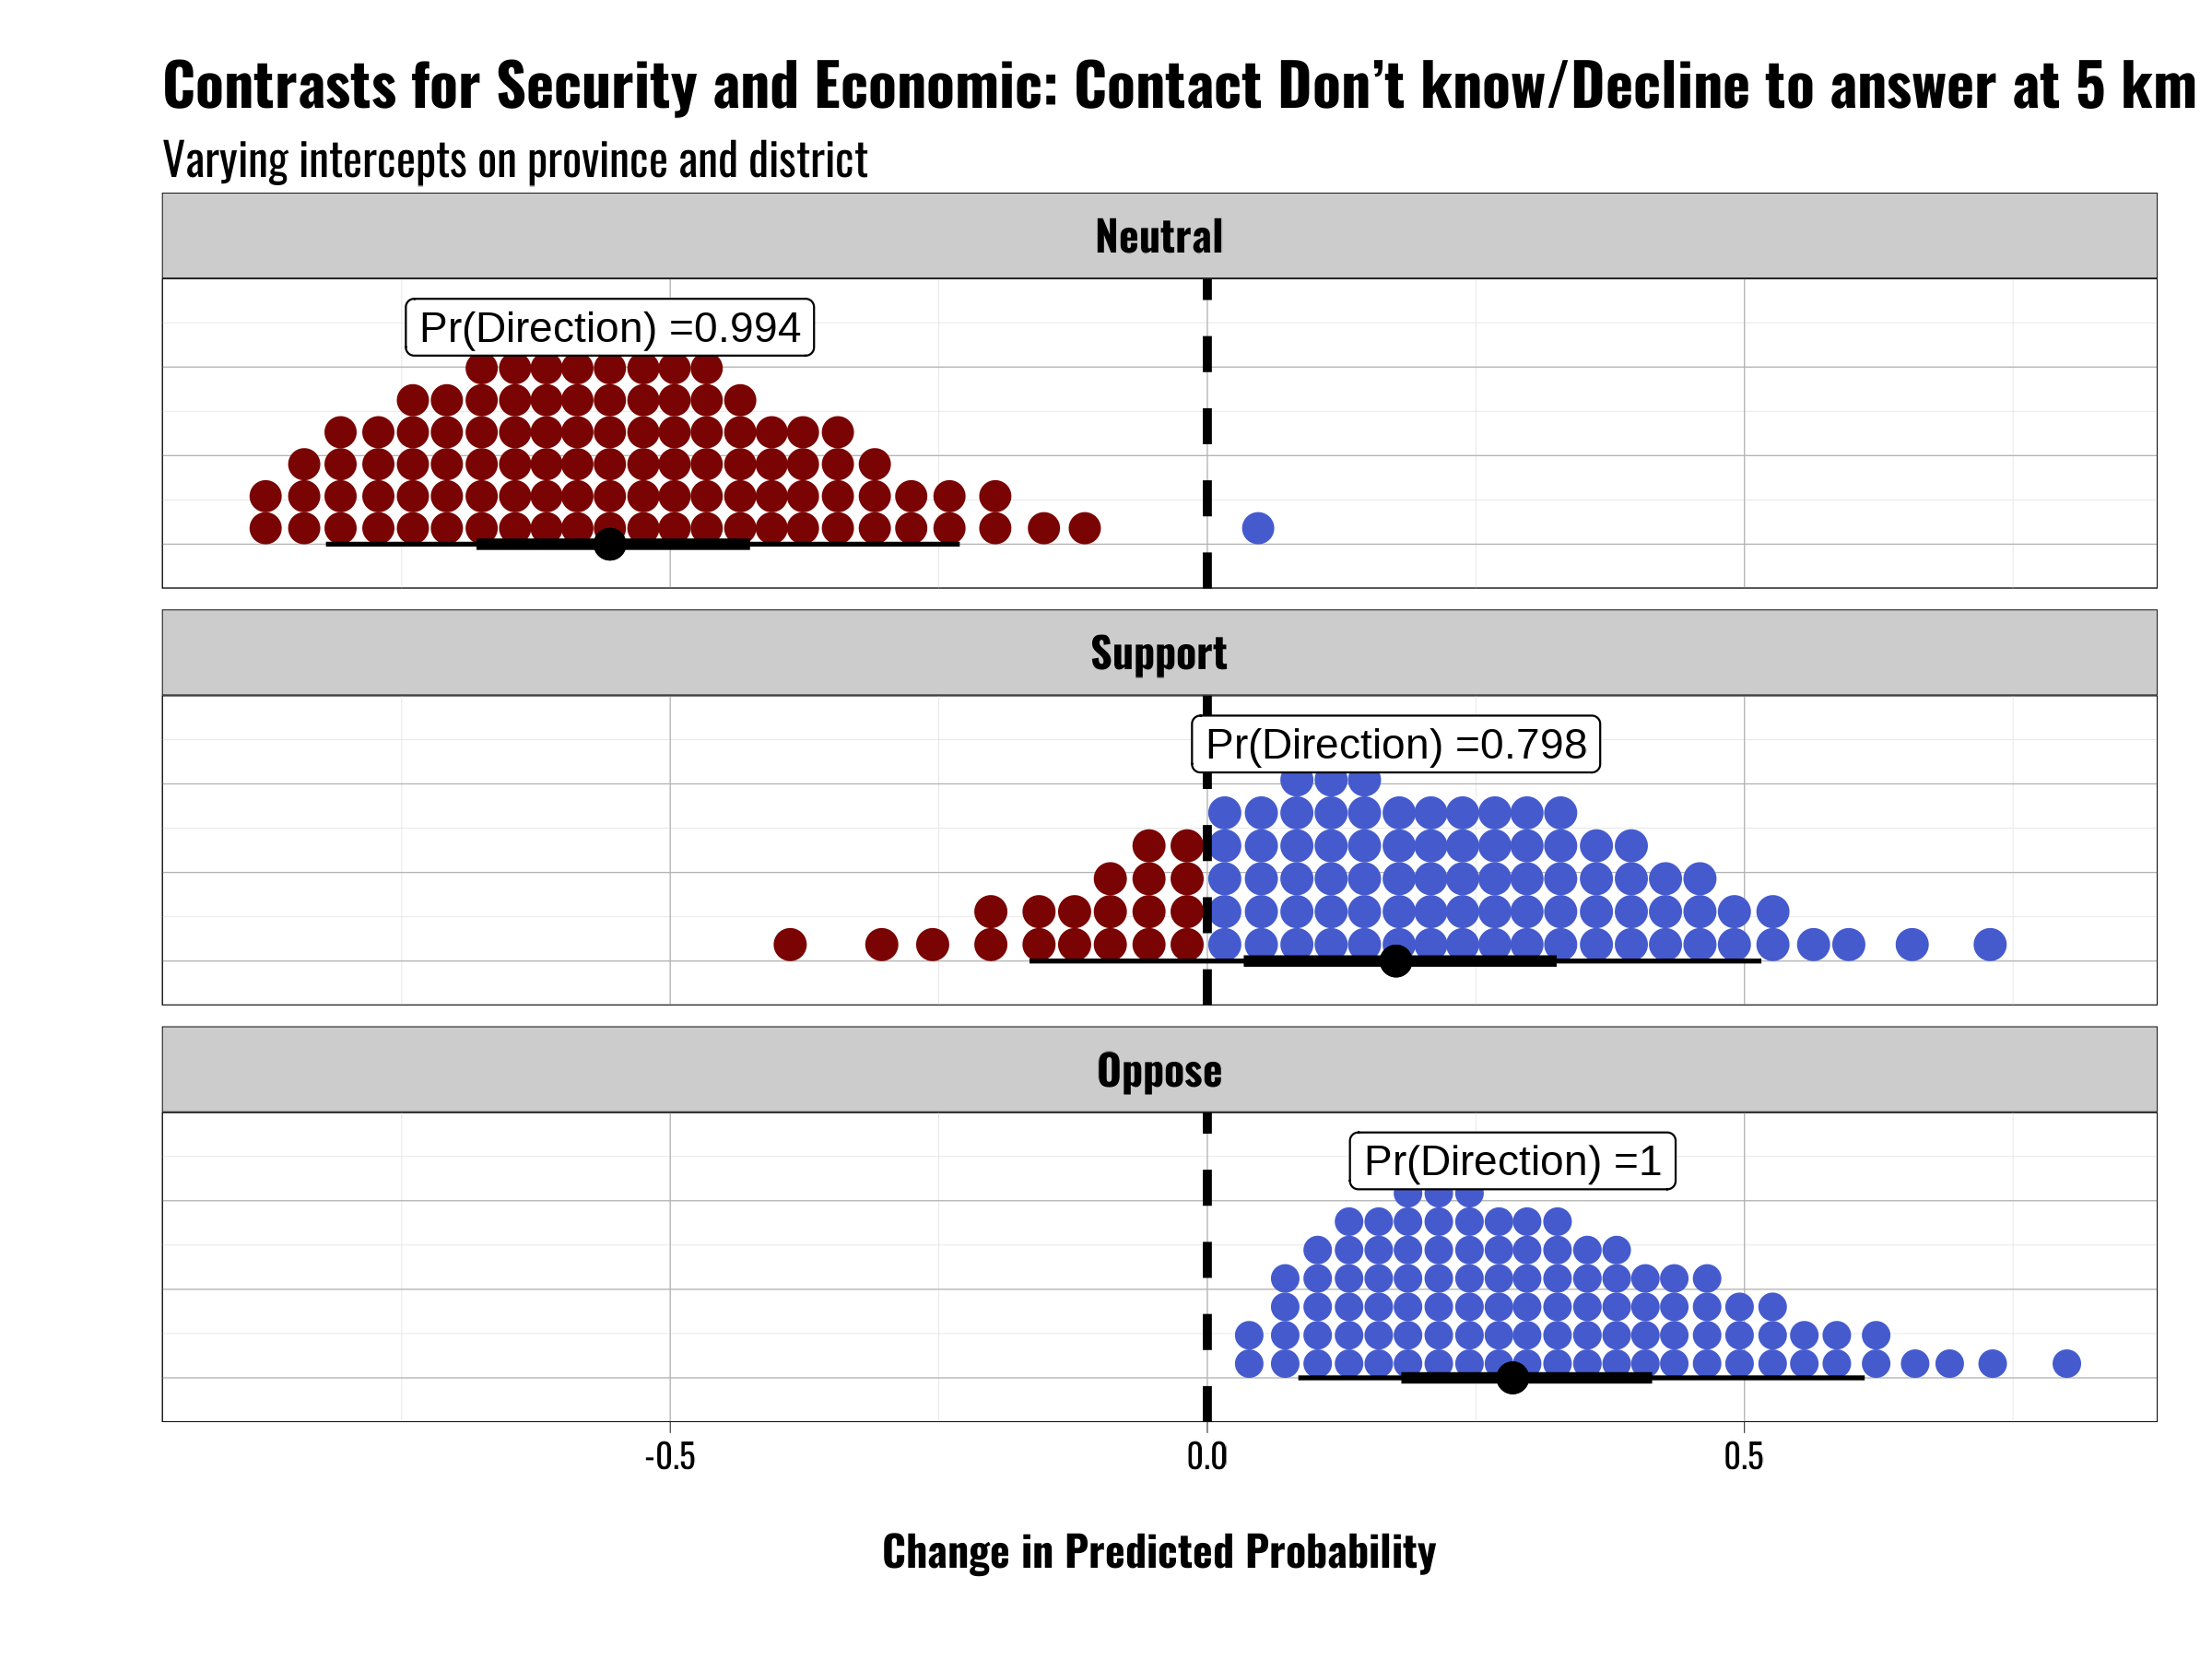 Contrasts for Security and Economic: Contact Don’t know/Decline to answer at 5 km
Varying intercepts on province and district
Neutral
Pr(Direction) =0.994
Support
Pr(Direction) =0.798
Oppose
Pr(Direction) =1
-0.5
0.0
0.5
Change in Predicted Probability